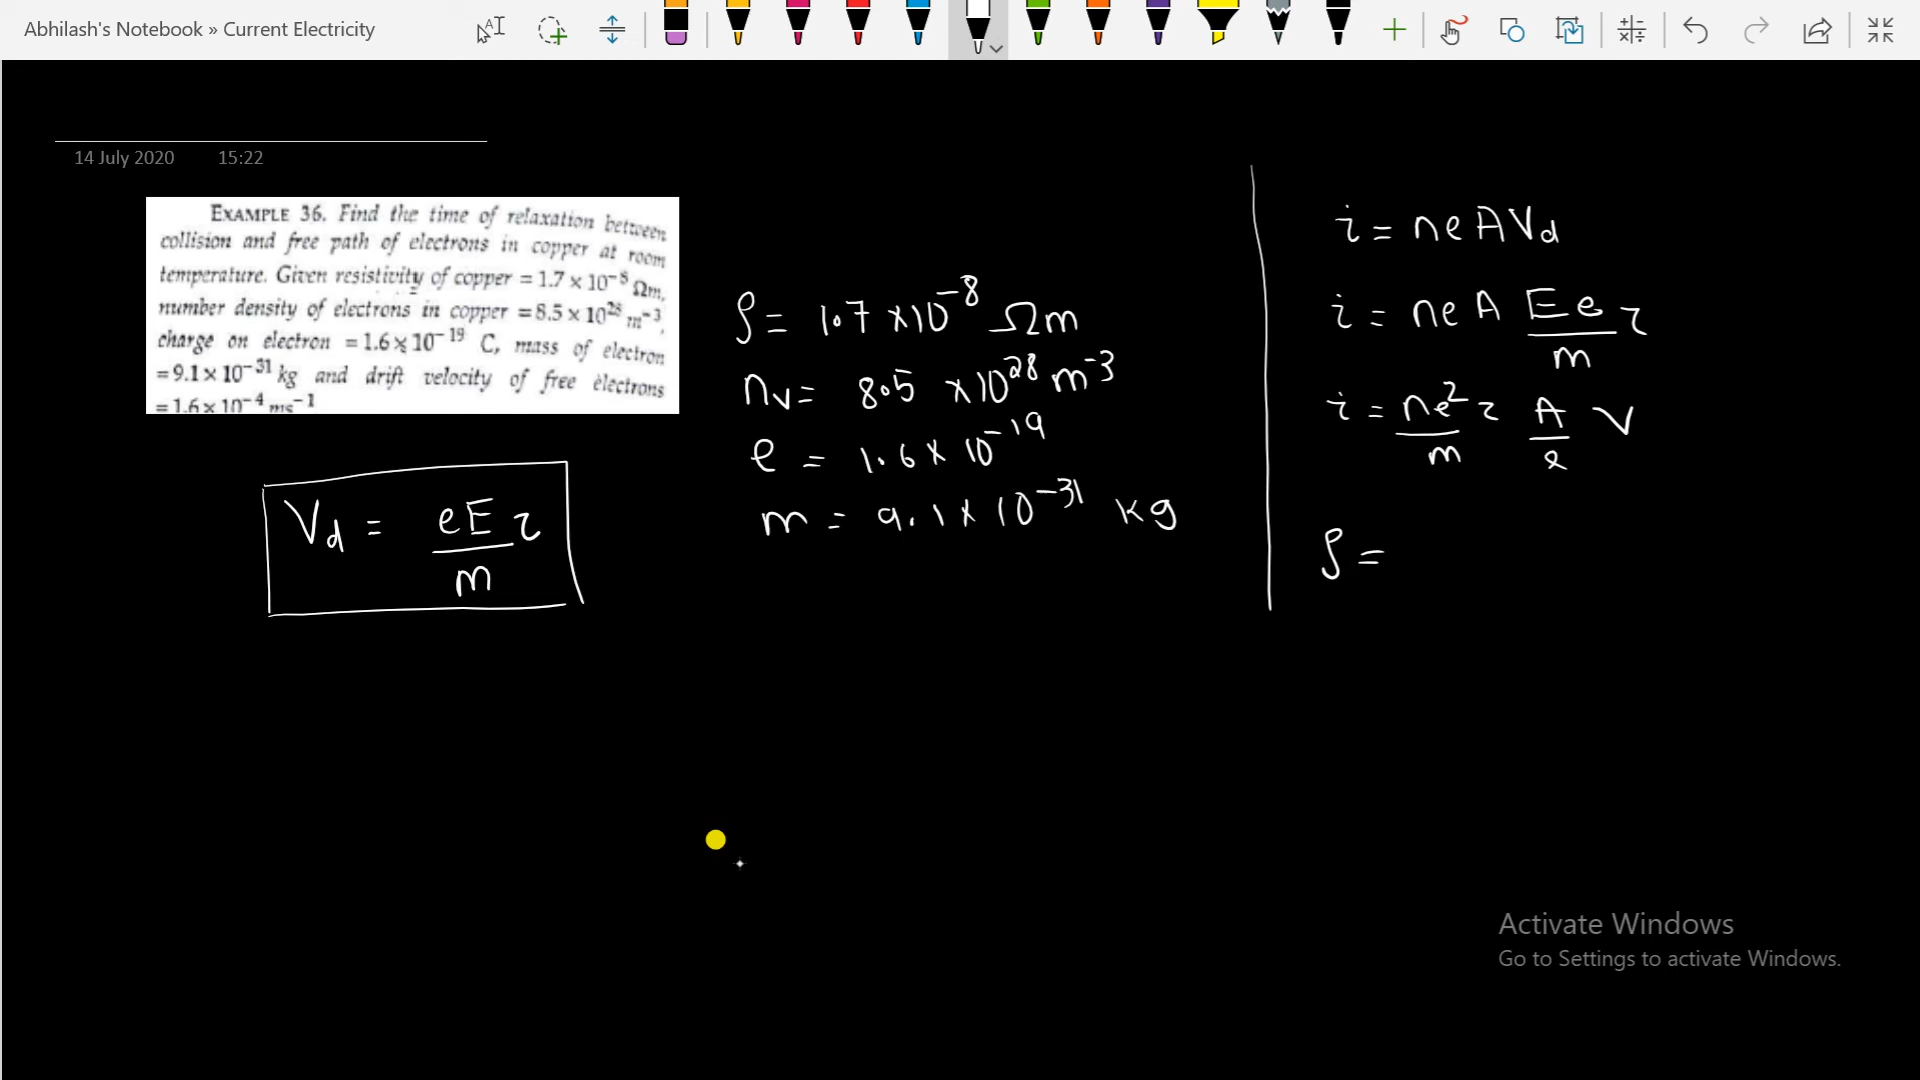 Abhilash's Notebook » Current Electricity
14 July 2020 15:22
EXAMPLE 36. Find the time of relaxation between
collision and free path of electrons in copper at room
temperature. Given resistivity of copper = 1.7 × 10⁻⁸ Ωm,
number density of electrons in copper = 8.5 × 10²⁸ m⁻³,
charge on electron = 1.6 × 10⁻¹⁹ C, mass of electron
= 9.1 × 10⁻³¹ kg and drift velocity of free electrons
= 1.6 × 10⁻⁴ ms⁻¹
Vd = eE/m τ
ρ = 1.7 × 10⁻⁸ Ωm
nv = 8.5 × 10²⁸ m⁻³
e = 1.6 × 10⁻¹⁹
m = 9.1 × 10⁻³¹ kg
i = neAVd
i = neA Ee/m τ
i = ne²/m τ A/l V
ρ =
Activate Windows
Go to Settings to activate Windows.